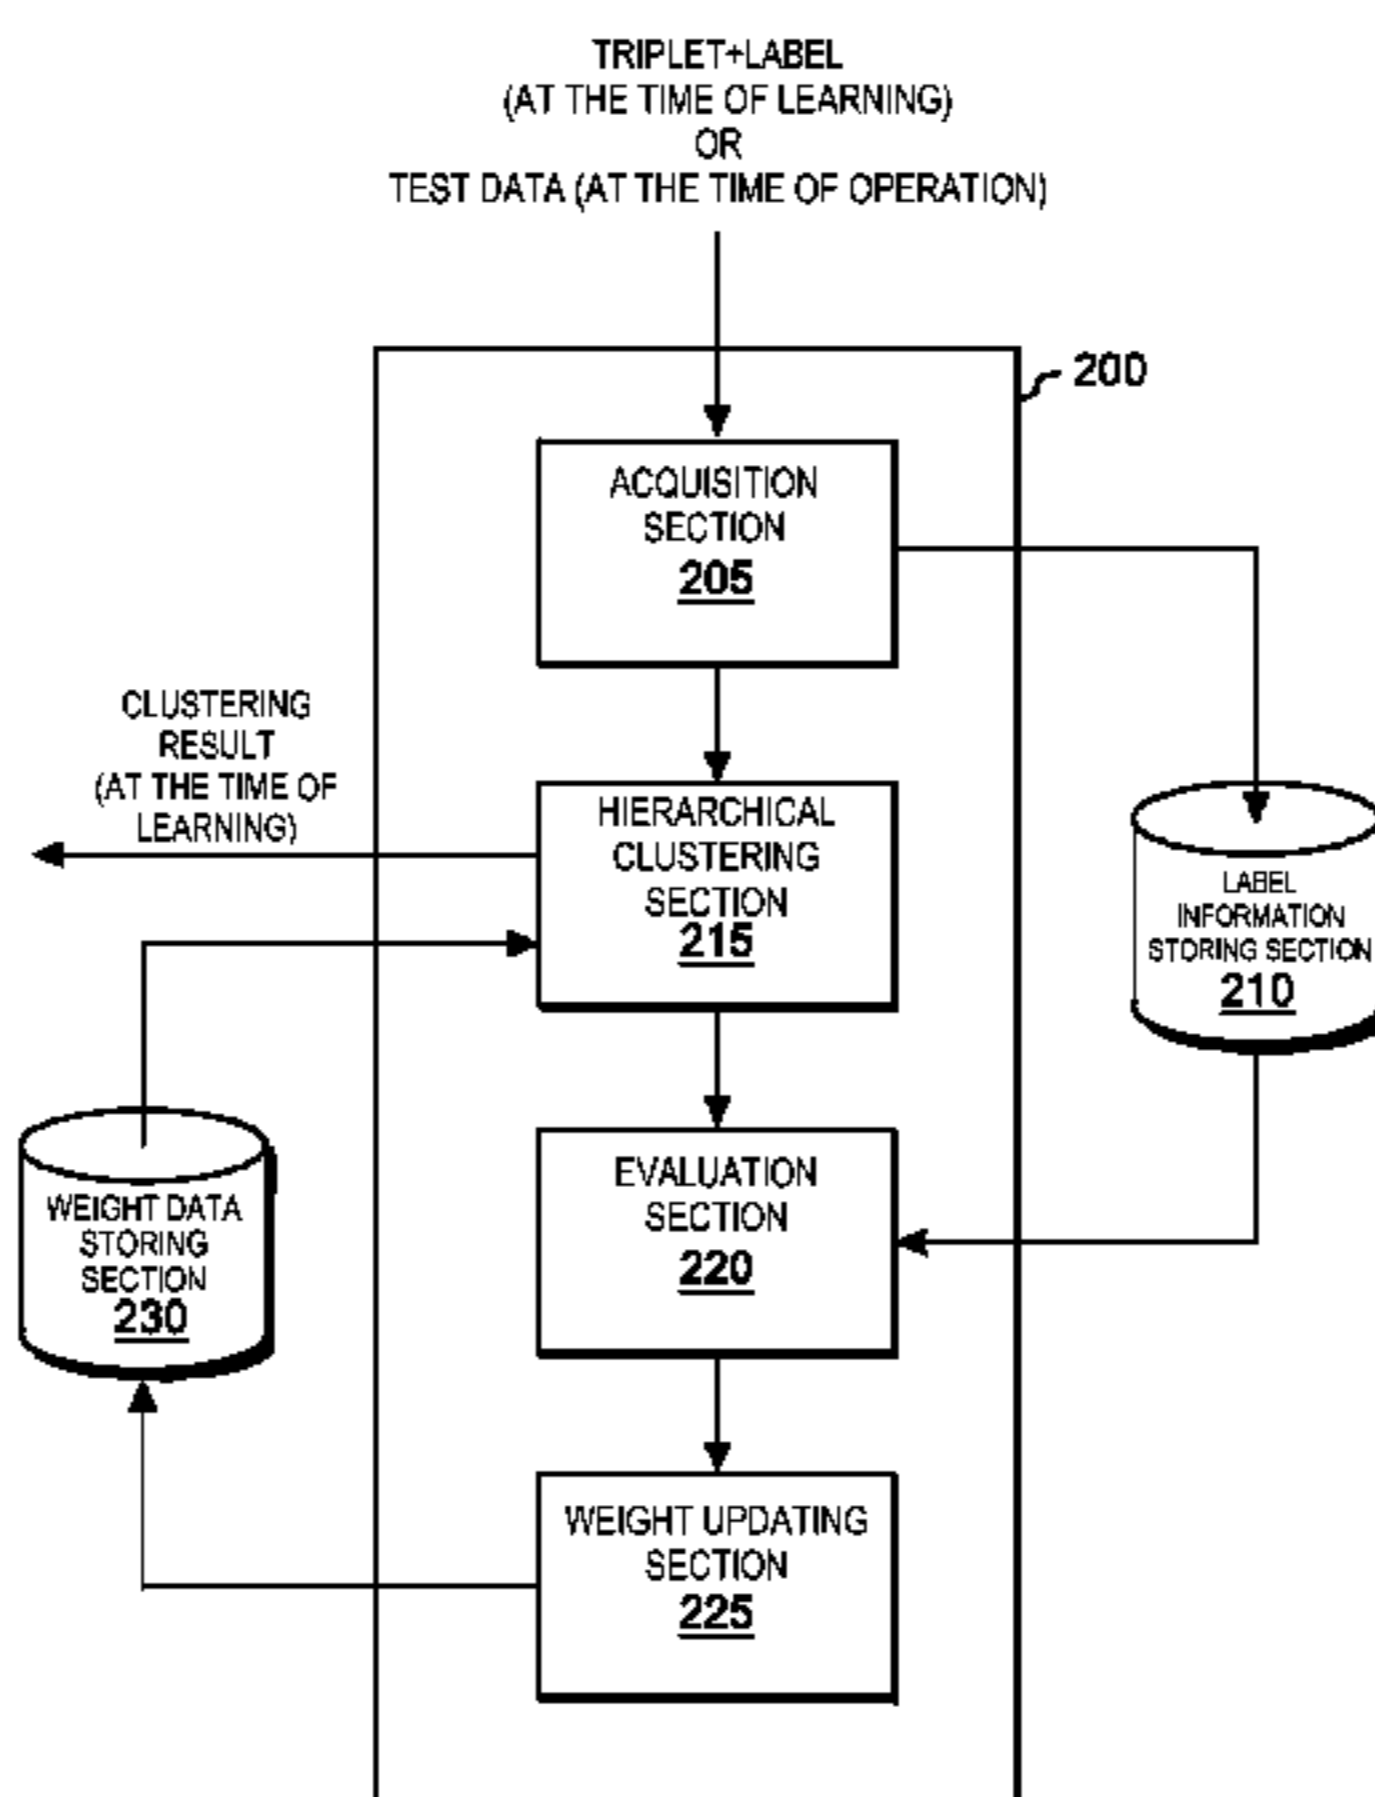 TRIPLET+LABEL
(AT THE TIME OF LEARNING)
OR
TEST DATA (AT THE TIME OF OPERATION)
200
ACQUISITION
SECTION
205
CLUSTERING
RESULT
(AT THE TIME OF
LEARNING)
HIERARCHICAL
CLUSTERING
SECTION
215
LABEL
INFORMATION
STORING SECTION
210
EVALUATION
SECTION
220
WEIGHT DATA
STORING
SECTION
230
WEIGHT UPDATING
SECTION
225